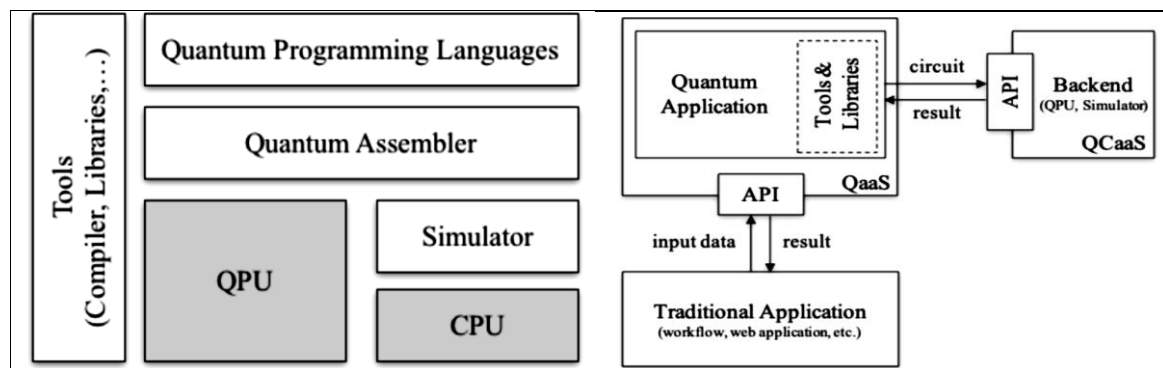 Tools
(Compiler, Libraries,…)
Quantum Programming Languages
Quantum Assembler
QPU
Simulator
CPU
Quantum
Application
Tools &
Libraries
QaaS
API
circuit
result
API
Backend
(QPU, Simulator)
QCaaS
input data
result
Traditional Application
(workflow, web application, etc.)